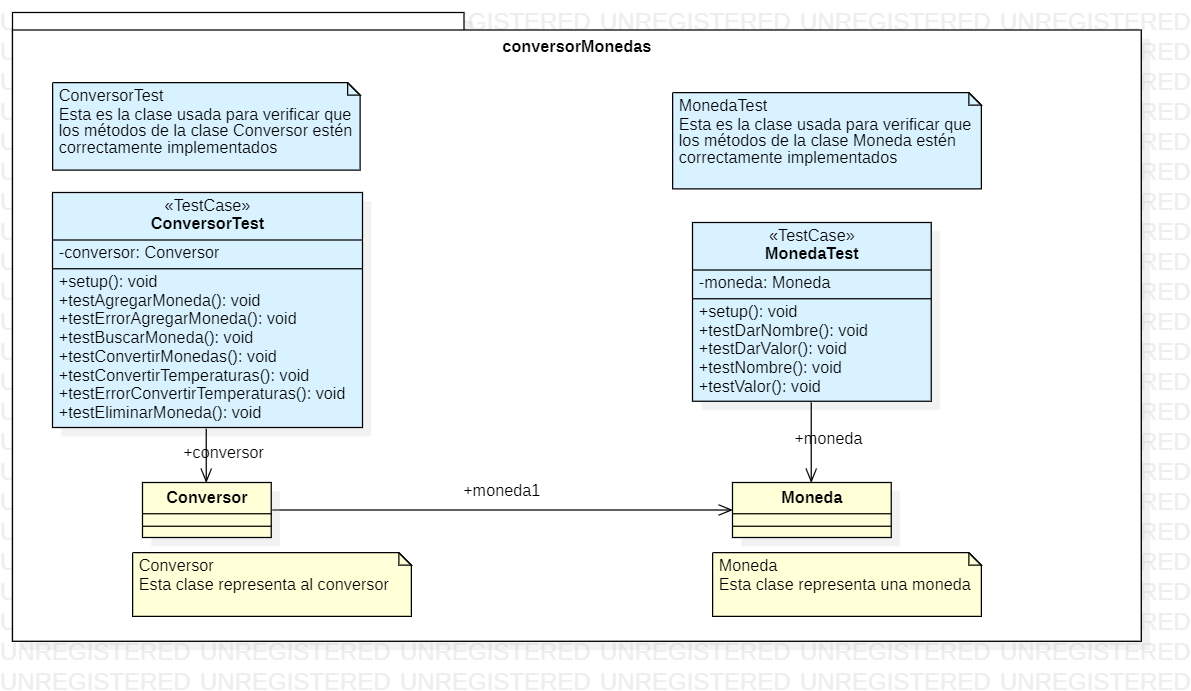 UNREGISTERED UNREGISTERED UNREGISTERED UNREGISTERED
conversorMonedas
ConversorTest
Esta es la clase usada para verificar que
los métodos de la clase Conversor estén
correctamente implementados
MonedaTest
Esta es la clase usada para verificar que
los métodos de la clase Moneda estén
correctamente implementados
«TestCase»
ConversorTest
-conversor: Conversor
+setup(): void
+testAgregarMoneda(): void
+testErrorAgregarMoneda(): void
+testBuscarMoneda(): void
+testConvertirMonedas(): void
+testConvertirTemperaturas(): void
+testErrorConvertirTemperaturas(): void
+testEliminarMoneda(): void
«TestCase»
MonedaTest
-moneda: Moneda
+setup(): void
+testDarNombre(): void
+testDarValor(): void
+testNombre(): void
+testValor(): void
+conversor
+moneda
Conversor
+moneda1
Moneda
Conversor
Esta clase representa al conversor
Moneda
Esta clase representa una moneda
UNREGISTERED UNREGISTERED UNREGISTERED UNREGISTERED UNREGISTERED UNREGISTERED
UNREGISTERED UNREGISTERED UNREGISTERED UNREGISTERED UNREGISTERED UNREGISTERED